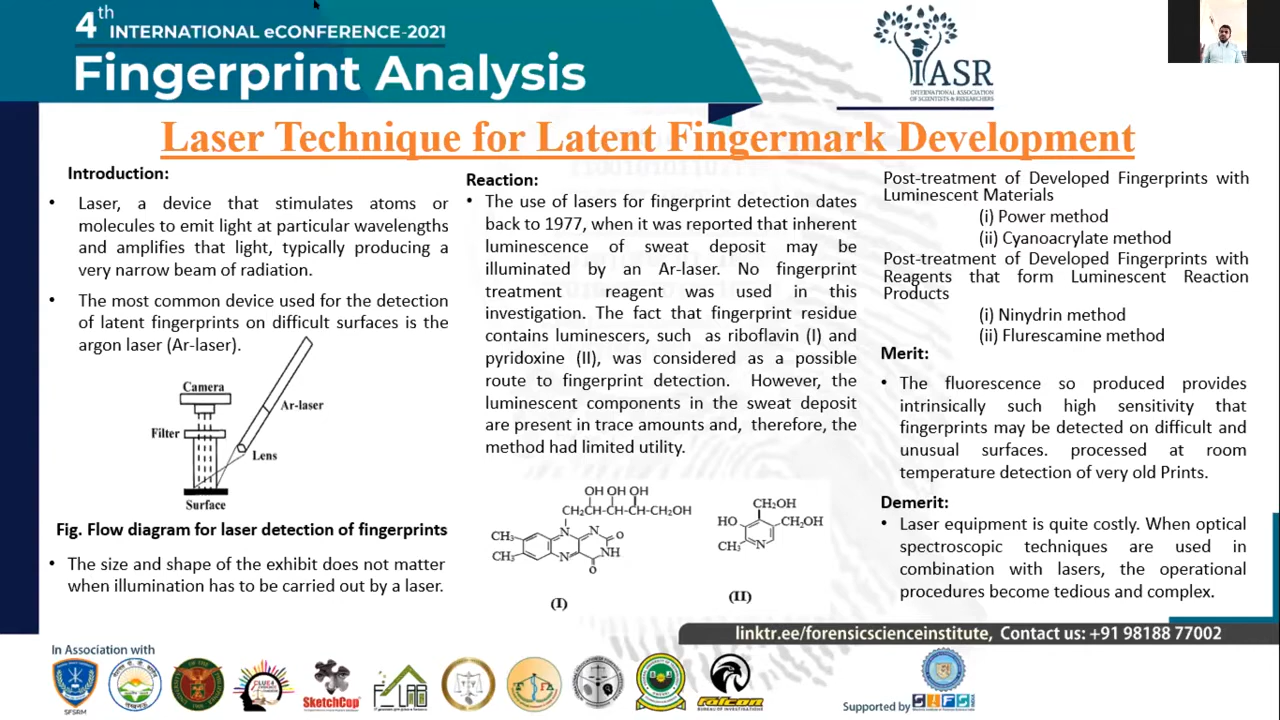 4th INTERNATIONAL eCONFERENCE-2021
Fingerprint Analysis
IASR
INTERNATIONAL ASSOCIATION
OF SCIENTISTS & RESEARCHERS
Laser Technique for Latent Fingermark Development
Introduction:
• Laser, a device that stimulates atoms or
molecules to emit light at particular wavelengths
and amplifies that light, typically producing a
very narrow beam of radiation.
• The most common device used for the detection
of latent fingerprints on difficult surfaces is the
argon laser (Ar-laser).
Camera
Ar-laser
Filter
Lens
Surface
Fig. Flow diagram for laser detection of fingerprints
• The size and shape of the exhibit does not matter
when illumination has to be carried out by a laser.
Reaction:
• The use of lasers for fingerprint detection dates
back to 1977, when it was reported that inherent
luminescence of sweat deposit may be
illuminated by an Ar-laser. No fingerprint
treatment reagent was used in this
investigation. The fact that fingerprint residue
contains luminescers, such as riboflavin (I) and
pyridoxine (II), was considered as a possible
route to fingerprint detection. However, the
luminescent components in the sweat deposit
are present in trace amounts and, therefore, the
method had limited utility.
OH OH OH
CH₂CH-CH-CH-CH₂OH
CH₃
CH₃
N
N
N
NH
O
O
(I)
CH₂OH
HO
CH₂OH
CH₃
N
(II)
Post-treatment of Developed Fingerprints with
Luminescent Materials
(i) Power method
(ii) Cyanoacrylate method
Post-treatment of Developed Fingerprints with
Reagents that form Luminescent Reaction
Products
(i) Ninydrin method
(ii) Flurescamine method
Merit:
• The fluorescence so produced provides
intrinsically such high sensitivity that
fingerprints may be detected on difficult and
unusual surfaces. processed at room
temperature detection of very old Prints.
Demerit:
• Laser equipment is quite costly. When optical
spectroscopic techniques are used in
combination with lasers, the operational
procedures become tedious and complex.
linktr.ee/forensicscienceinstitute, Contact us: +91 98188 77002
In Association with
SFSRM
CLUE4
SketchCop
F LAB
falcon
BUREAU OF INVESTIGATIONS
Supported by
SIFS